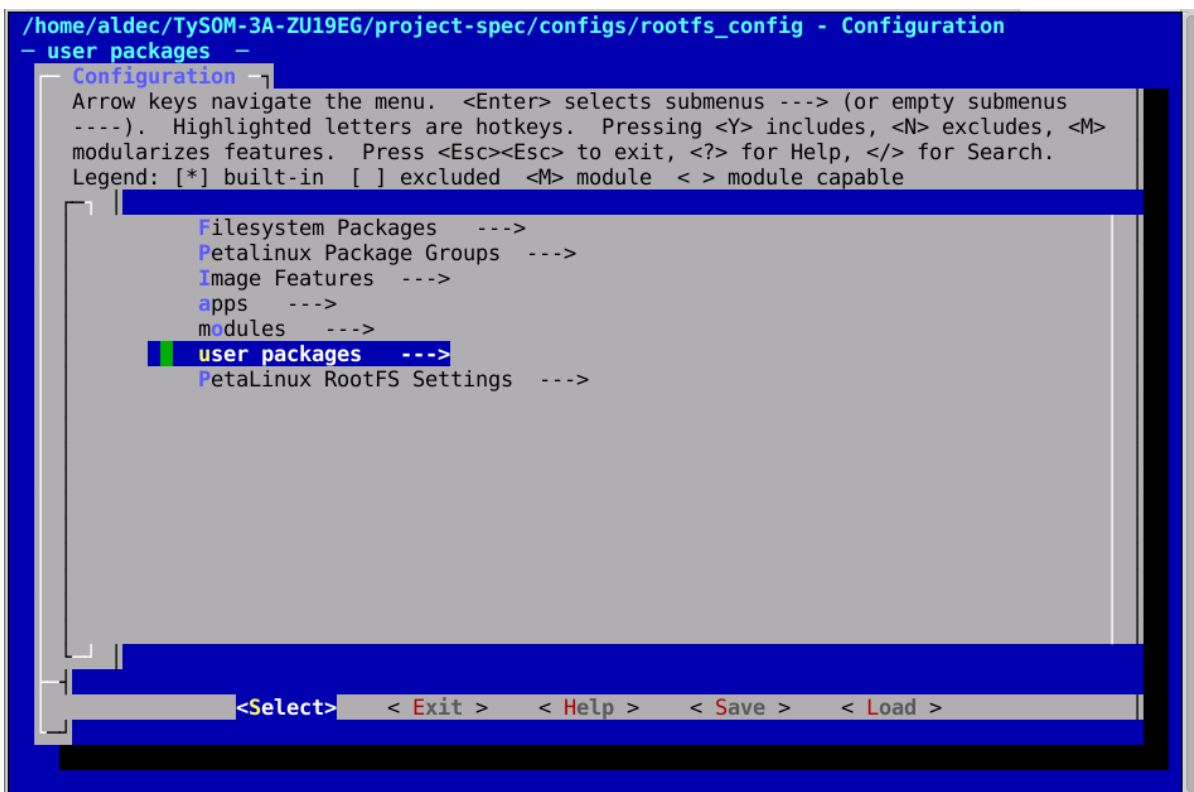 /home/aldec/TySOM-3A-ZU19EG/project-spec/configs/rootfs_config - Configuration
─ user packages ─
Configuration
Arrow keys navigate the menu. <Enter> selects submenus ---> (or empty submenus
----). Highlighted letters are hotkeys. Pressing <Y> includes, <N> excludes, <M>
modularizes features. Press <Esc><Esc> to exit, <?> for Help, </> for Search.
Legend: [*] built-in [ ] excluded <M> module < > module capable
Filesystem Packages --->
Petalinux Package Groups --->
Image Features --->
apps --->
modules --->
user packages --->
PetaLinux RootFS Settings --->
<Select> < Exit > < Help > < Save > < Load >